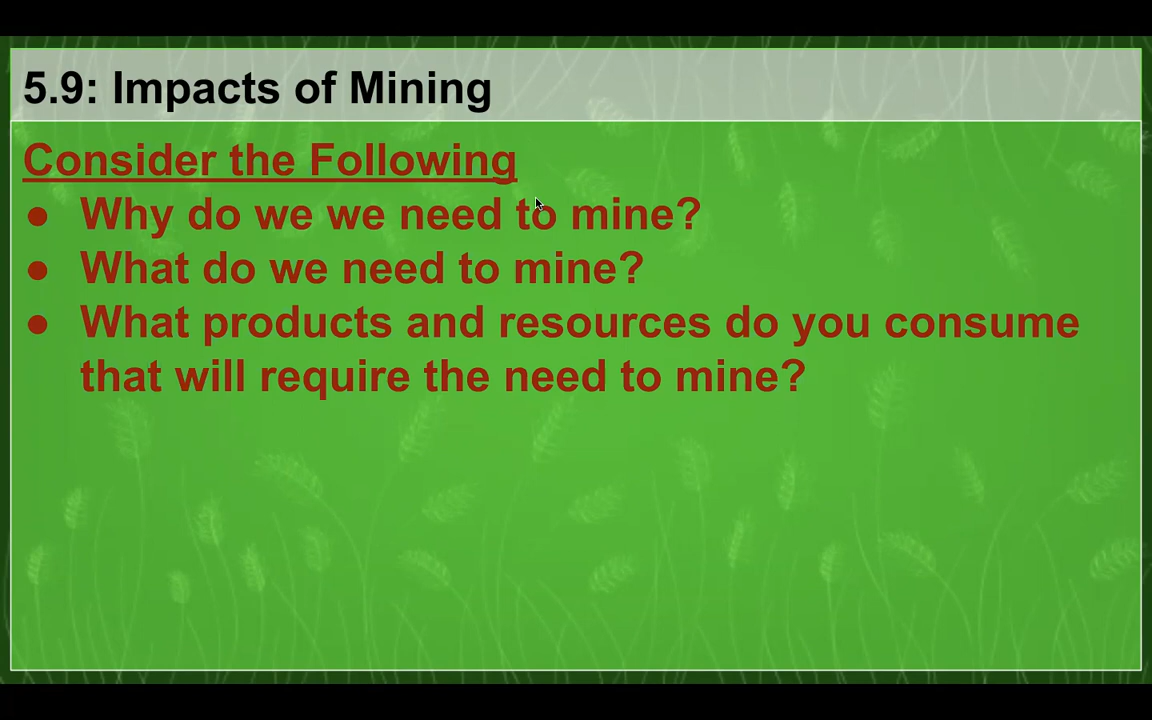 5.9: Impacts of Mining
Consider the Following
● Why do we we need to mine?
● What do we need to mine?
● What products and resources do you consume
that will require the need to mine?